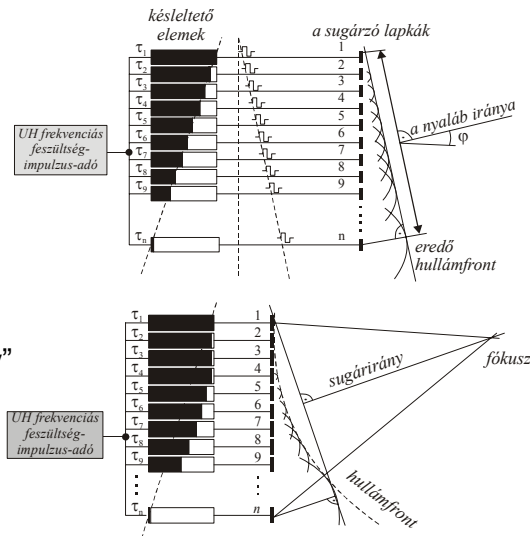 késleltető
elemek
a sugárzó lapkák
τ₁ 1
τ₂ 2
τ₃ 3
τ₄ 4
τ₅ 5
τ₆ 6
τ₇ 7
τ₈ 8
τ₉ 9
τₙ n
UH frekvenciás
feszültség-
impulzus-adó
a nyaláb iránya
φ
eredő
hullámfront
τ₁ 1
τ₂ 2
τ₃ 3
τ₄ 4
τ₅ 5
τ₆ 6
τ₇ 7
τ₈ 8
τ₉ 9
τₙ n
UH frekvenciás
feszültség-
impulzus-adó
sugárirány
fókusz
hullámfront
”